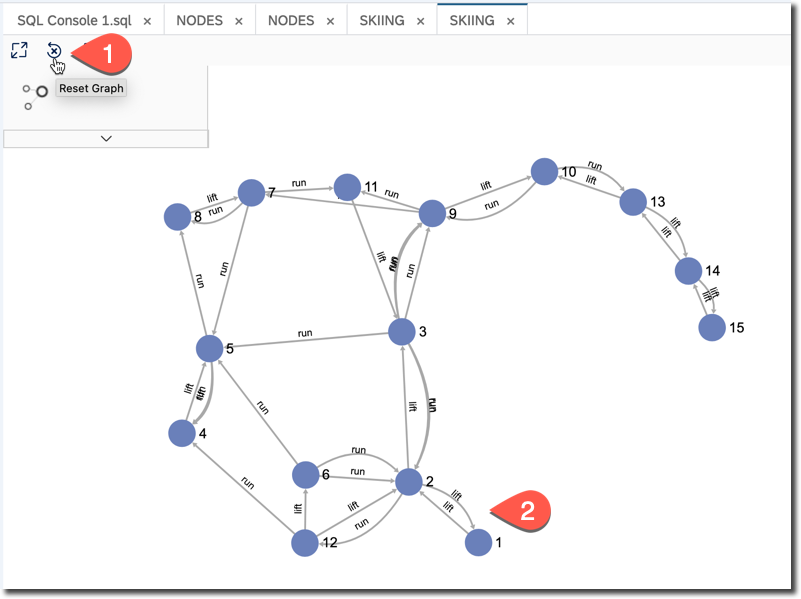 SQL Console 1.sql × NODES × NODES × SKIING × SKIING ×
1
Reset Graph
10
run
lift
13
lift
lift
14
lift
lift
15
7
run
11
run
9
lift
run
8
lift
run
run
run
lift
run
run
3
run
5
lift
lift
run
4
run
lift
run
run
6
run
run
2
lift
lift
lift
run
12
lift
1
2